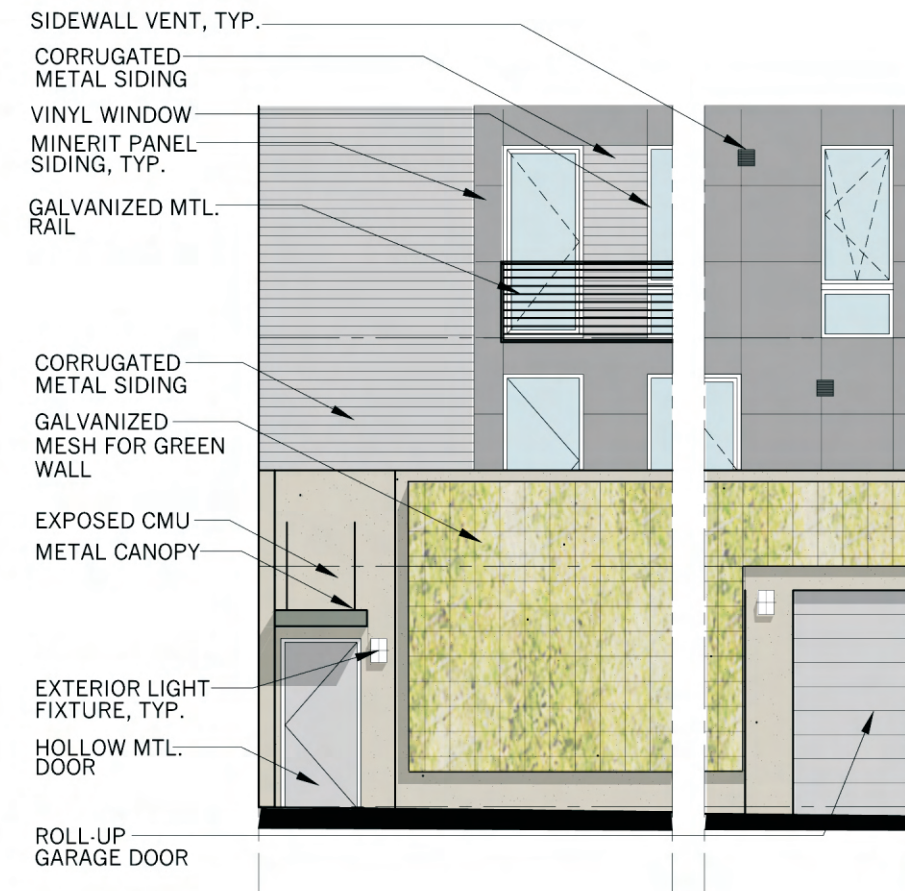 SIDEWALL VENT, TYP.
CORRUGATED
METAL SIDING
VINYL WINDOW
MINERIT PANEL
SIDING, TYP.
GALVANIZED MTL.
RAIL
CORRUGATED
METAL SIDING
GALVANIZED
MESH FOR GREEN
WALL
EXPOSED CMU
METAL CANOPY
EXTERIOR LIGHT
FIXTURE, TYP.
HOLLOW MTL.
DOOR
ROLL-UP
GARAGE DOOR